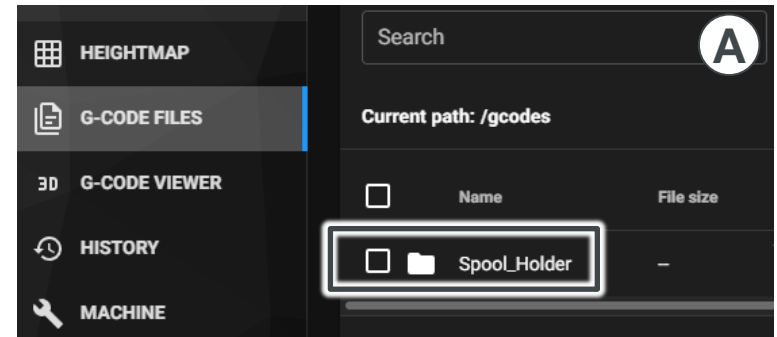 HEIGHTMAP
G-CODE FILES
3D G-CODE VIEWER
HISTORY
MACHINE
Search
A
Current path: /gcodes
Name File size
Spool_Holder --